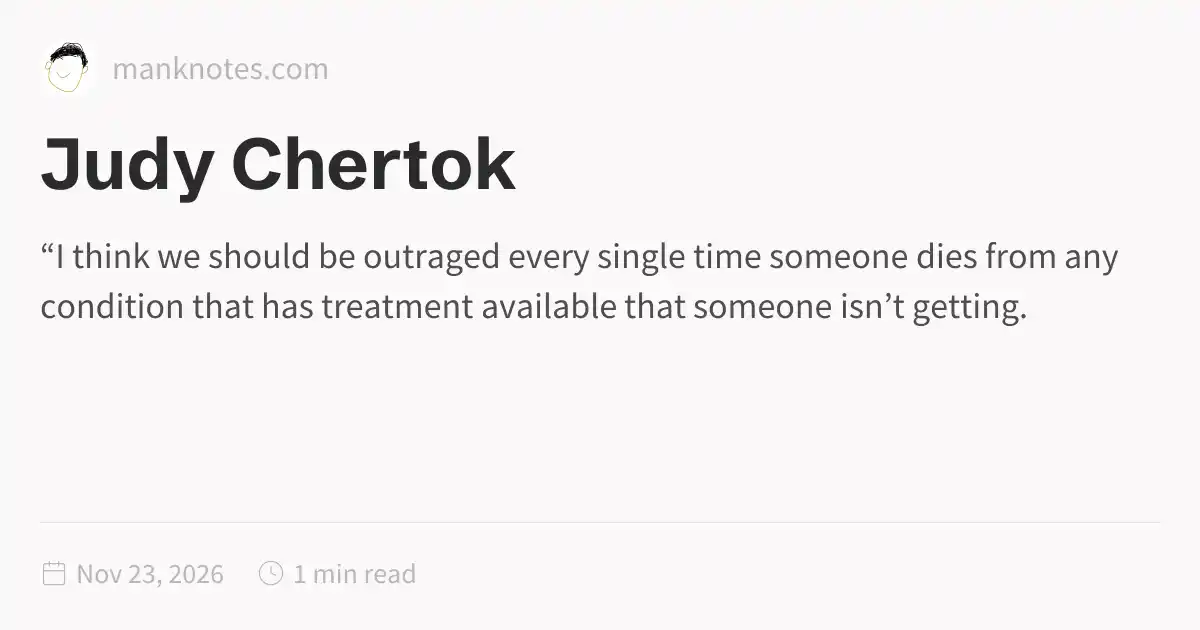 manknotes.com
Judy Chertok
“I think we should be outraged every single time someone dies from any
condition that has treatment available that someone isn’t getting.
Nov 23, 2026 1 min read